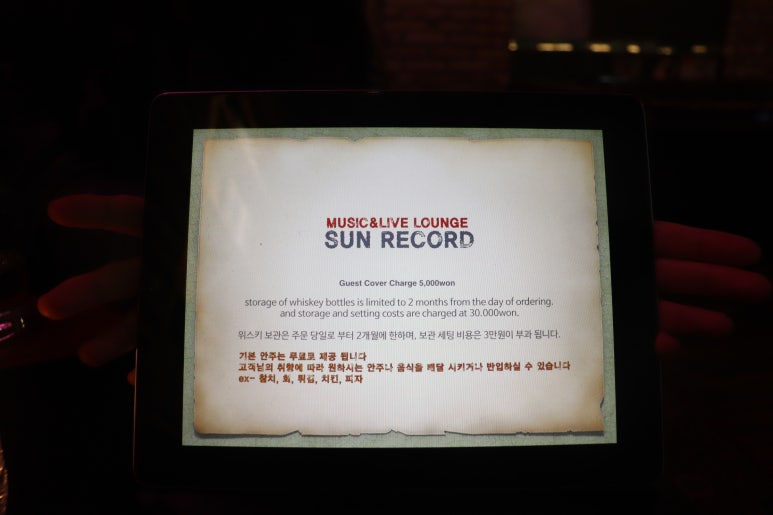 MUSIC&LIVE LOUNGE
SUN RECORD
Guest Cover Charge 5,000won
storage of whiskey bottles is limited to 2 months from the day of ordering.
and storage and setting costs are charged at 30.000won.
위스키 보관은 주문 당일로 부터 2개월에 한하며, 보관 세팅 비용은 3만원이 부과 됩니다.
기본 안주는 무료로 제공 됩니다
고객님의 취향에 따라 원하시는 안주나 음식을 배달 시키거나 반입하실 수 있습니다
ex- 참치, 회, 튀김, 치킨, 피자